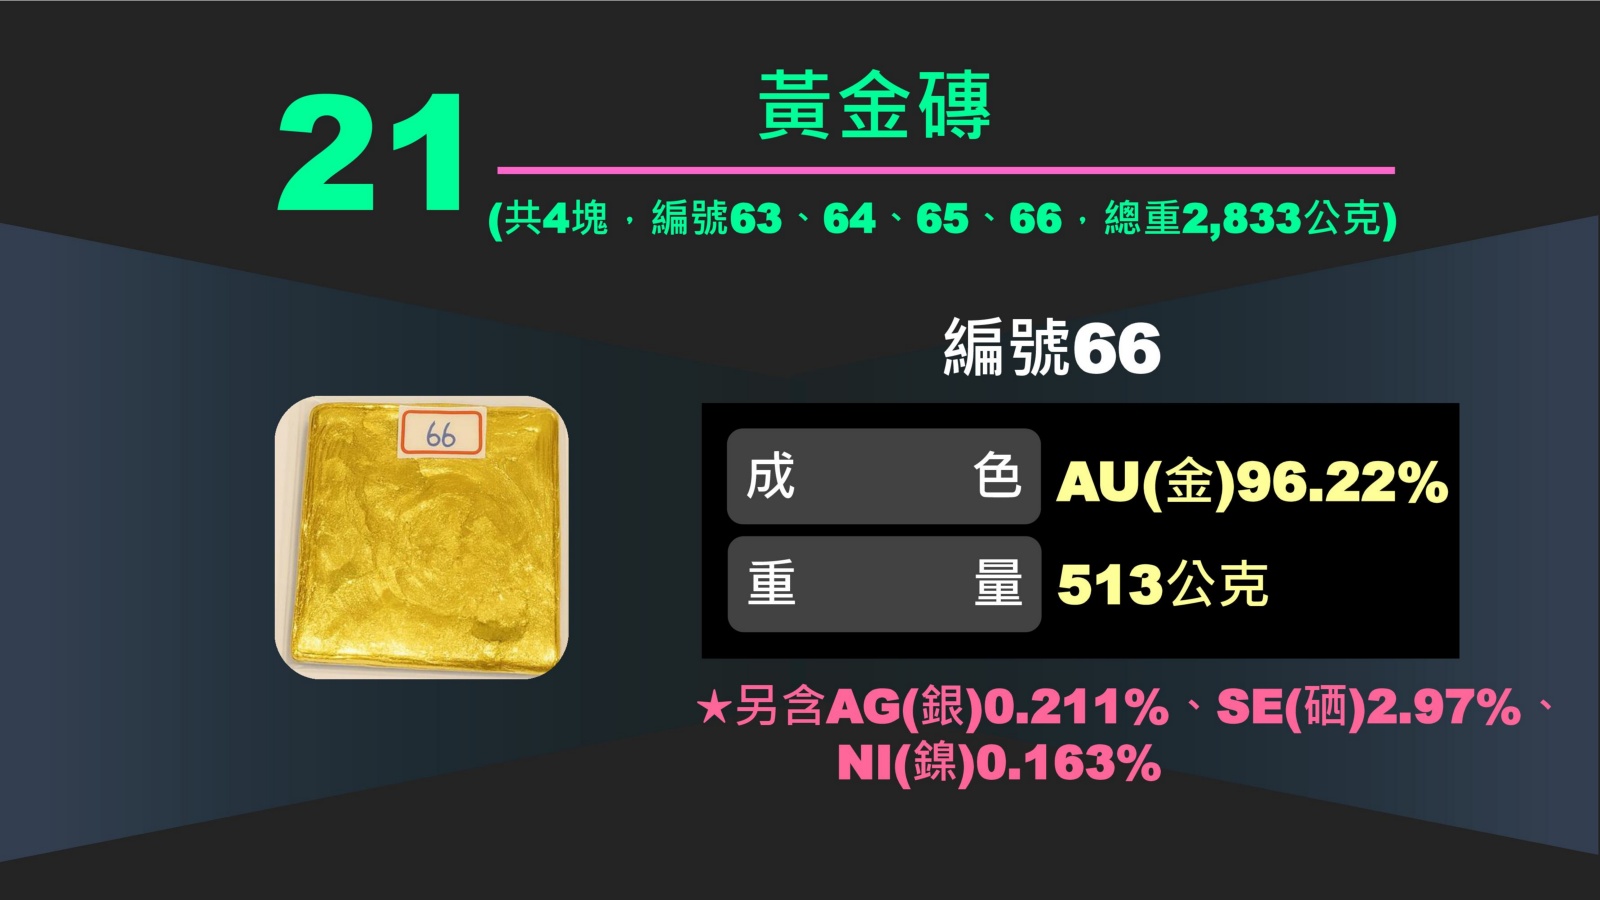 21
黃金磚
(共4塊，編號63、64、65、66，總重2,833公克)
編號66
66
成色 AU(金)96.22%
重量 513公克
★另含AG(銀)0.211%、SE(硒)2.97%、
NI(鎳)0.163%